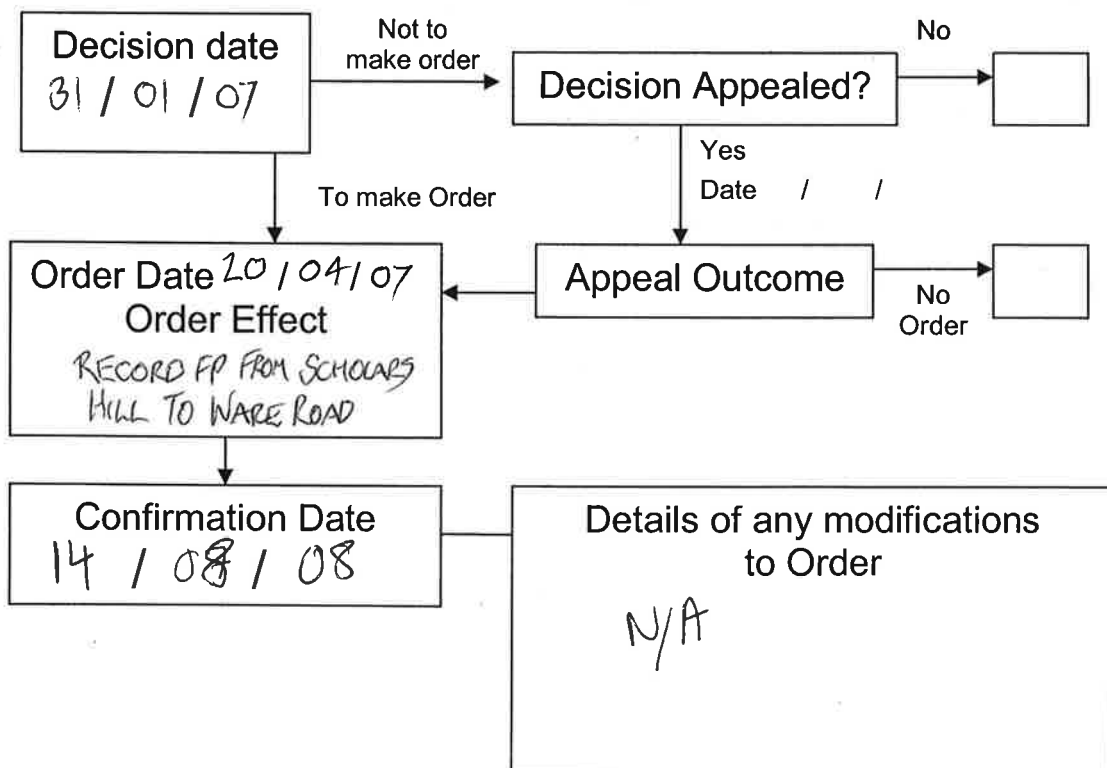 Decision date
31 / 01 / 07
Not to
make order
Decision Appealed?
No
Yes
Date / /
To make Order
Order Date 20 / 04 / 07
Order Effect
RECORD FP FROM SCHOLARS
HILL TO WARE ROAD
Appeal Outcome
No
Order
Confirmation Date
14 / 08 / 08
Details of any modifications
to Order
N/A